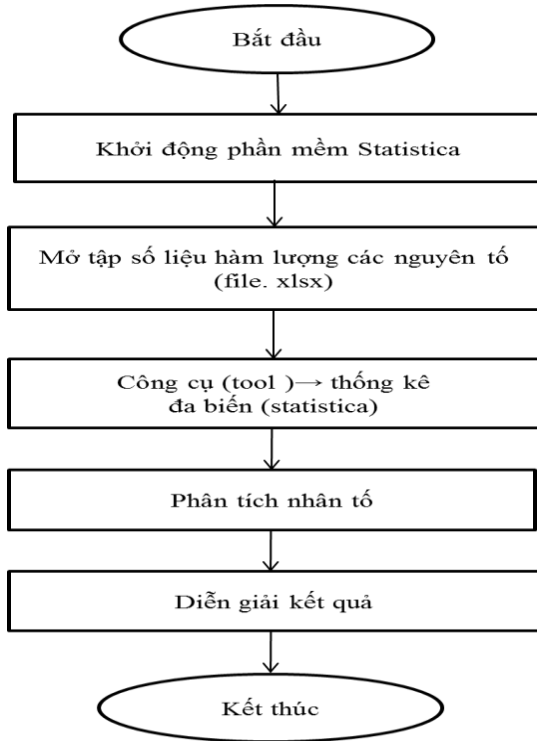 Bắt đầu
Khởi động phần mềm Statistica
Mở tập số liệu hàm lượng các nguyên tố
(file. xlsx)
Công cụ (tool )→ thống kê
đa biến (statistica)
Phân tích nhân tố
Diễn giải kết quả
Kết thúc